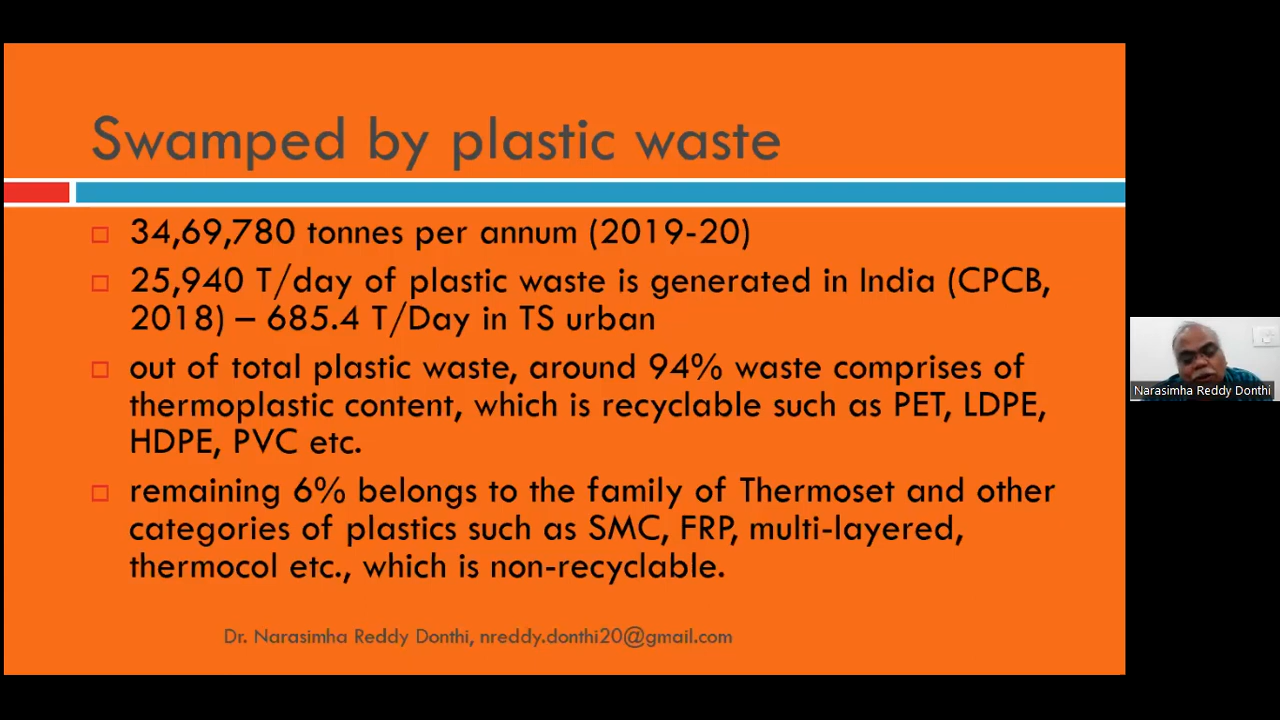 Swamped by plastic waste
34,69,780 tonnes per annum (2019-20)
25,940 T/day of plastic waste is generated in India (CPCB,
2018) – 685.4 T/Day in TS urban
out of total plastic waste, around 94% waste comprises of
thermoplastic content, which is recyclable such as PET, LDPE,
HDPE, PVC etc.
remaining 6% belongs to the family of Thermoset and other
categories of plastics such as SMC, FRP, multi-layered,
thermocol etc., which is non-recyclable.
Dr. Narasimha Reddy Donthi, nreddy.donthi20@gmail.com
Narasimha Reddy Donthi